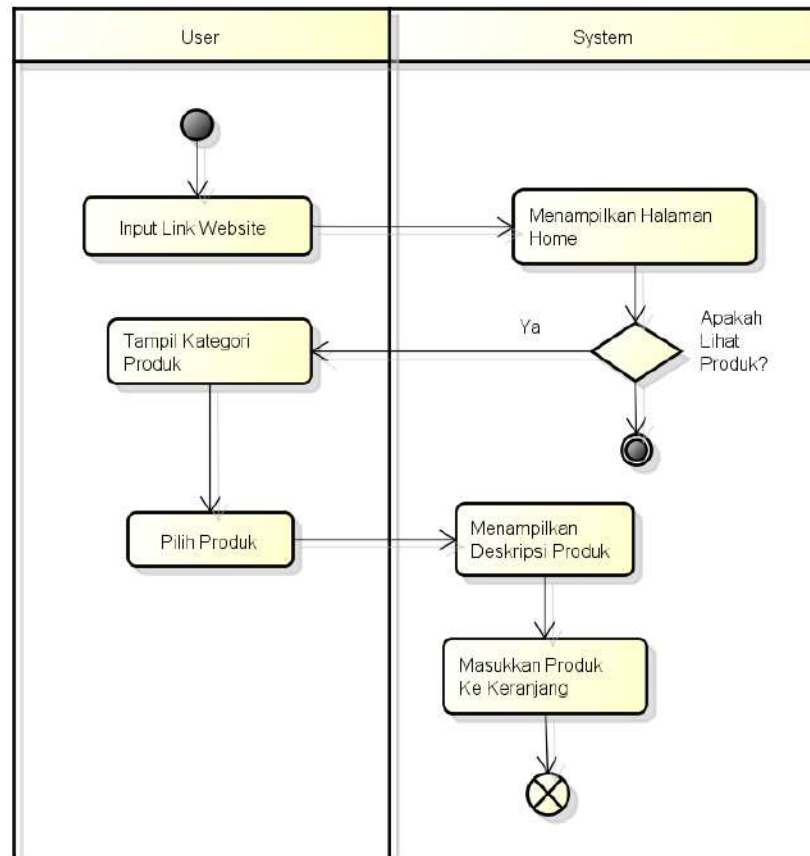 User
System
Input Link Website
Menampilkan Halaman
Home
Tampil Kategori
Produk
Ya
Apakah
Lihat
Produk?
Pilih Produk
Menampilkan
Deskripsi Produk
Masukkan Produk
Ke Keranjang